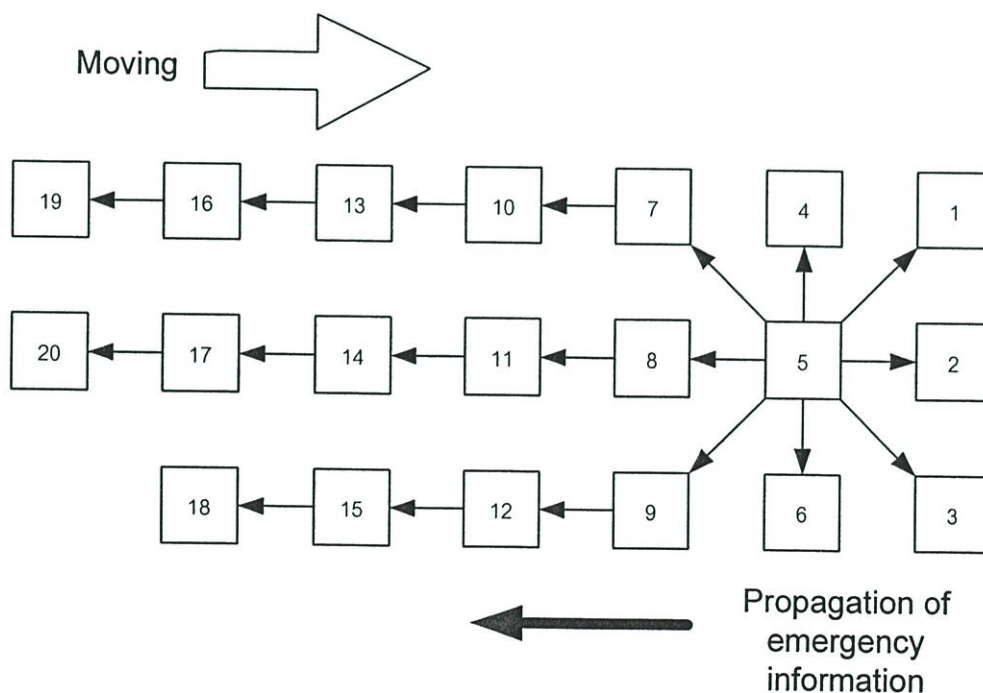 Moving
19 16 13 10 7 4 1
20 17 14 11 8 5 2
18 15 12 9 6 3
Propagation of
emergency
information